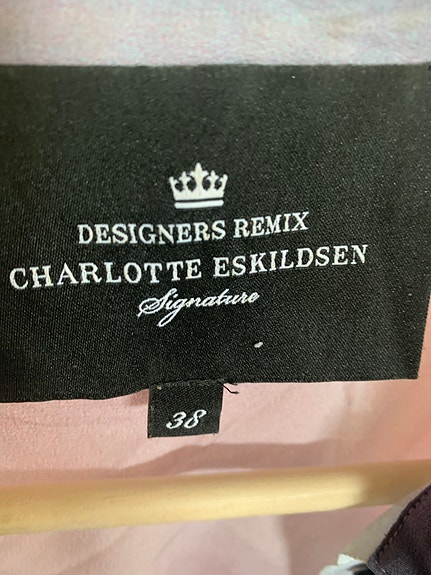 DESIGNERS REMIX
CHARLOTTE ESKILDSEN
Signature
38